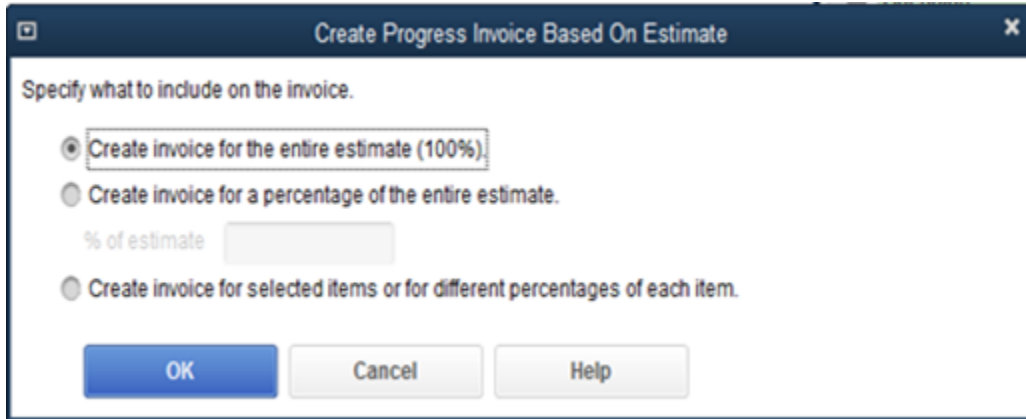 Create Progress Invoice Based On Estimate
Specify what to include on the invoice.
Create invoice for the entire estimate (100%).
Create invoice for a percentage of the entire estimate.
% of estimate
Create invoice for selected items or for different percentages of each item.
OK Cancel Help